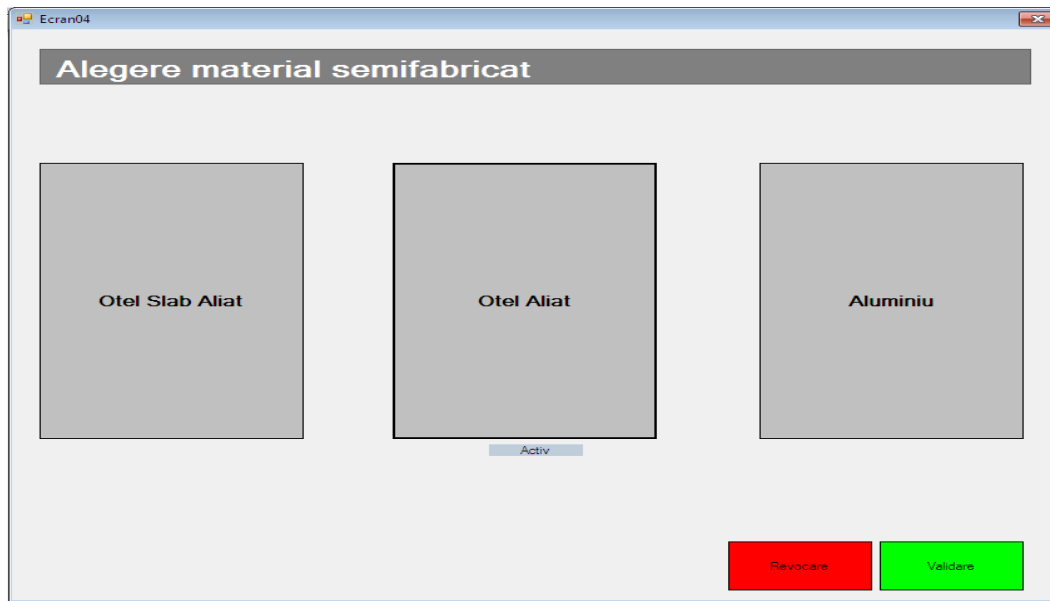 Ecran04
Alegere material semifabricat
Otel Slab Aliat
Otel Aliat
Aluminiu
Activ
Revocare
Validare